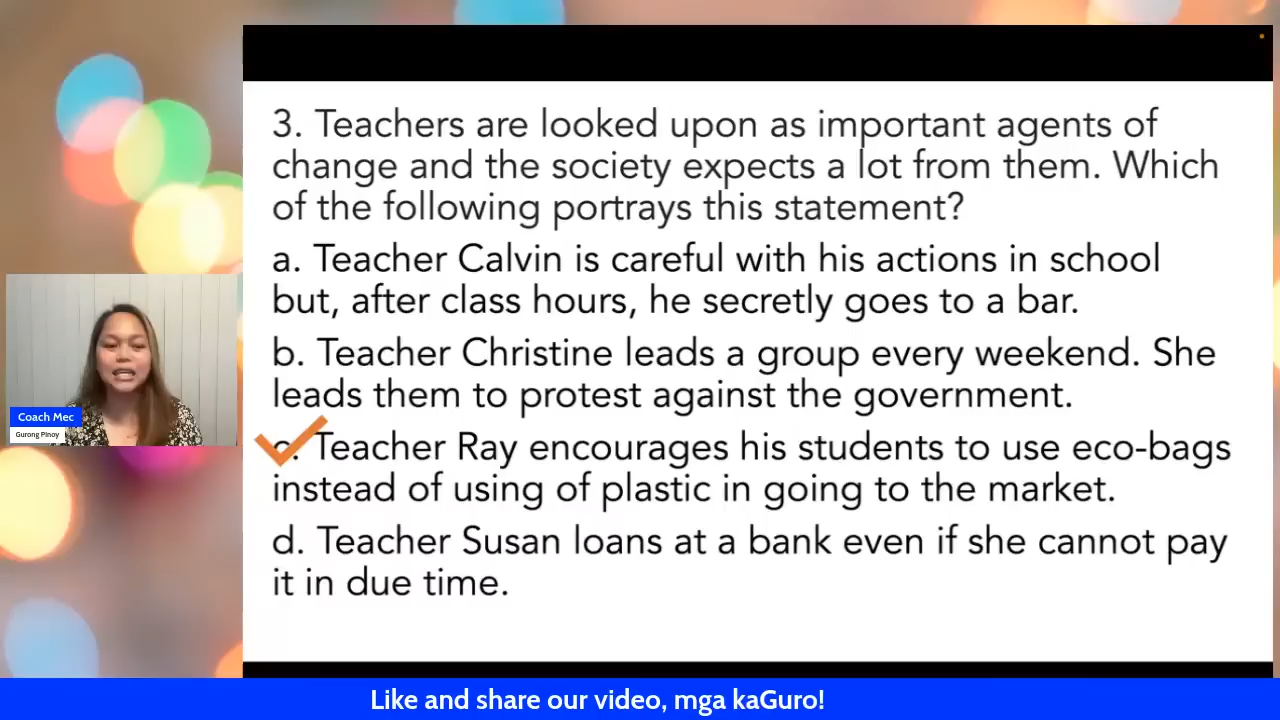 3. Teachers are looked upon as important agents of
change and the society expects a lot from them. Which
of the following portrays this statement?
a. Teacher Calvin is careful with his actions in school
but, after class hours, he secretly goes to a bar.
b. Teacher Christine leads a group every weekend. She
leads them to protest against the government.
c. Teacher Ray encourages his students to use eco-bags
instead of using of plastic in going to the market.
d. Teacher Susan loans at a bank even if she cannot pay
it in due time.
Coach Mec
Gurong Pinoy
Like and share our video, mga kaGuro!